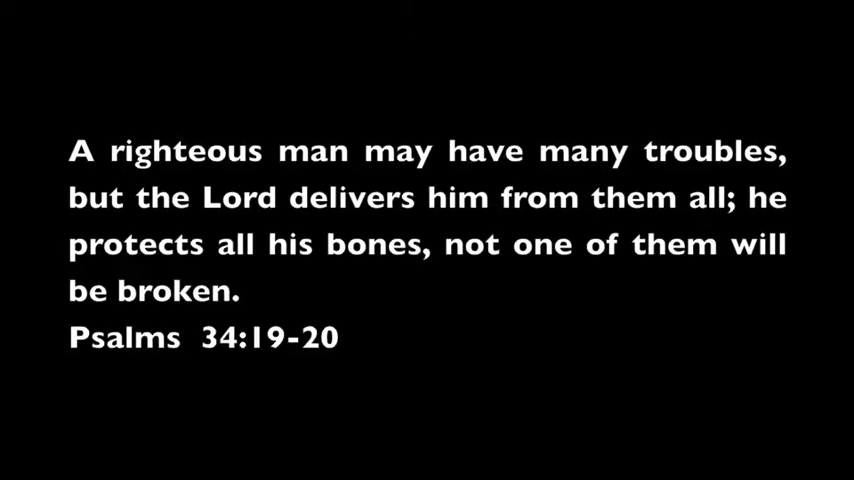 A righteous man may have many troubles,
but the Lord delivers him from them all; he
protects all his bones, not one of them will
be broken.
Psalms 34:19-20